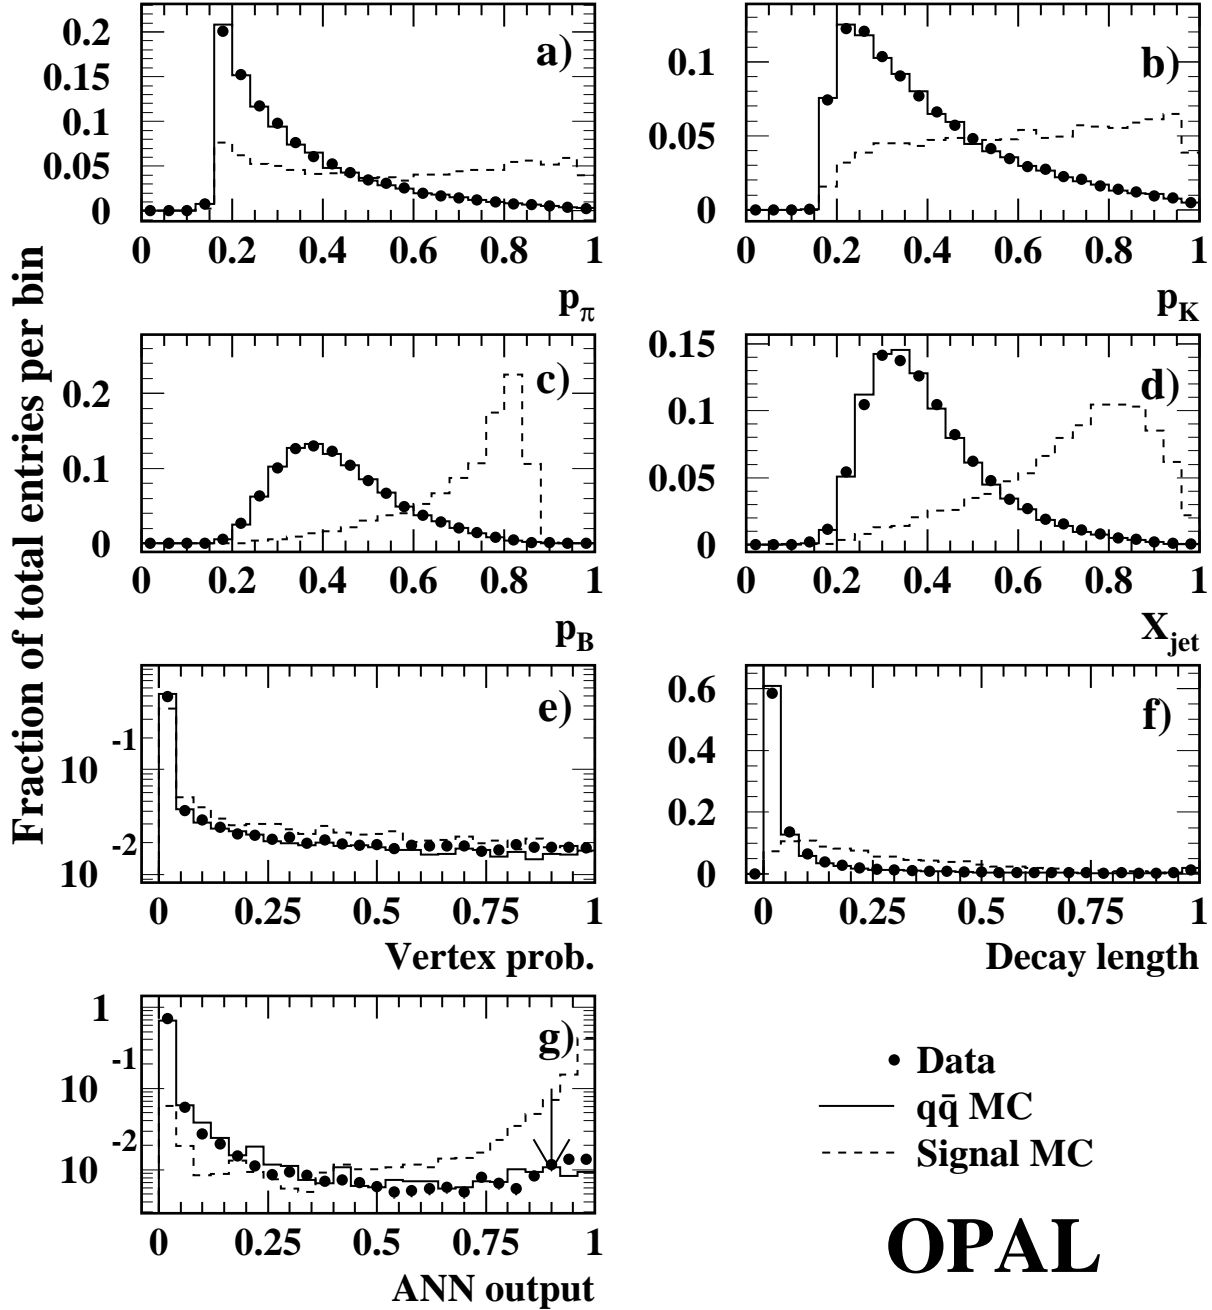 Fraction of total entries per bin
a)
0.2
0.15
0.1
0.05
0
0 0.2 0.4 0.6 0.8 1
pπ
b)
0.1
0.05
0
0 0.2 0.4 0.6 0.8 1
pK
c)
0.2
0.1
0
0 0.2 0.4 0.6 0.8 1
pB
d)
0.15
0.1
0.05
0
0 0.2 0.4 0.6 0.8 1
Xjet
e)
10 -1
10 -2
0 0.25 0.5 0.75 1
Vertex prob.
f)
0.6
0.4
0.2
0
0 0.25 0.5 0.75 1
Decay length
g)
1
10 -1
10 -2
0 0.25 0.5 0.75 1
ANN output
Data
qq̄ MC
Signal MC
OPAL